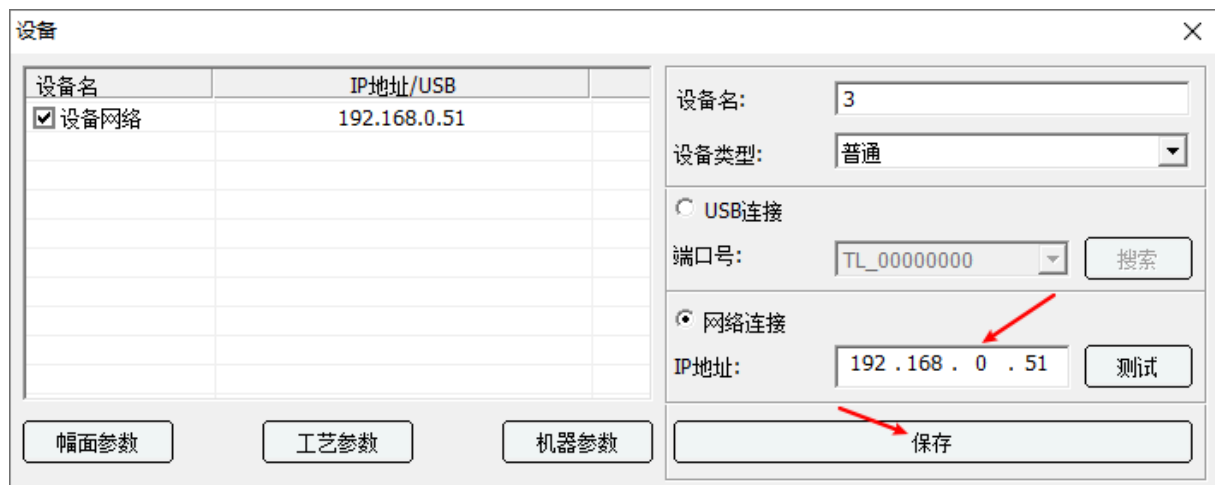 设备
设备名 IP地址/USB
设备网络 192.168.0.51
设备名: 3
设备类型: 普通
USB连接
端口号: TL_00000000 搜索
网络连接
IP地址: 192 . 168 . 0 . 51 测试
幅面参数 工艺参数 机器参数 保存